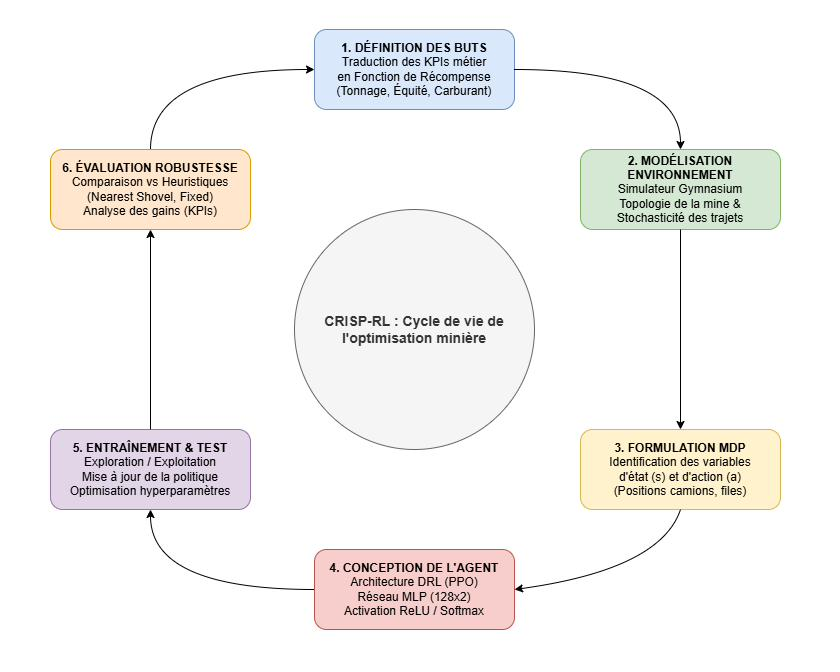 1. DÉFINITION DES BUTS
Traduction des KPIs métier
en Fonction de Récompense
(Tonnage, Équité, Carburant)
2. MODÉLISATION
ENVIRONNEMENT
Simulateur Gymnasium
Topologie de la mine &
Stochasticité des trajets
3. FORMULATION MDP
Identification des variables
d'état (s) et d'action (a)
(Positions camions, files)
4. CONCEPTION DE L'AGENT
Architecture DRL (PPO)
Réseau MLP (128x2)
Activation ReLU / Softmax
5. ENTRAÎNEMENT & TEST
Exploration / Exploitation
Mise à jour de la politique
Optimisation hyperparamètres
6. ÉVALUATION ROBUSTESSE
Comparaison vs Heuristiques
(Nearest Shovel, Fixed)
Analyse des gains (KPIs)
CRISP-RL : Cycle de vie de
l'optimisation minière